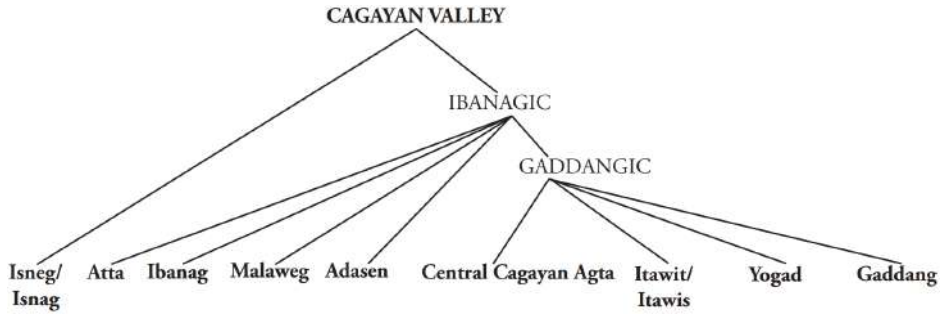 CAGAYAN VALLEY
IBANAGIC
GADDANGIC
Isneg/
Isnag
Atta
Ibanag
Malaweg
Adasen
Central Cagayan Agta
Itawit/
Itawis
Yogad
Gaddang